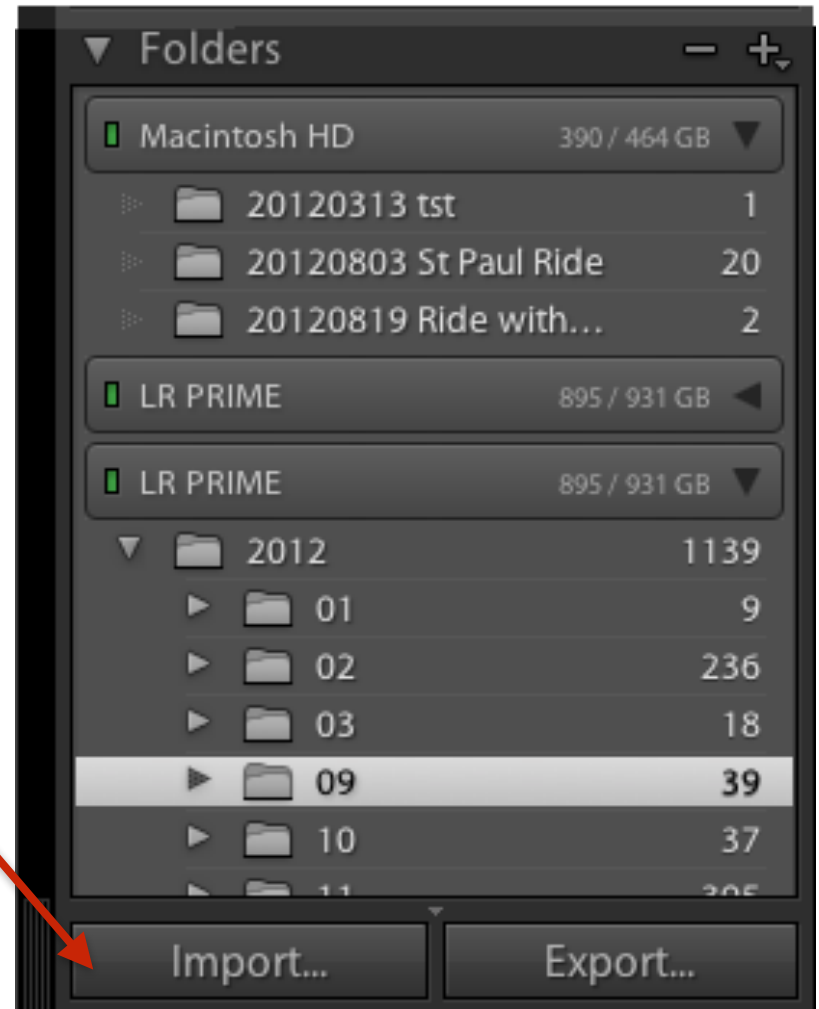 Folders
Macintosh HD 390 / 464 GB
20120313 tst 1
20120803 St Paul Ride 20
20120819 Ride with... 2
LR PRIME 895 / 931 GB
LR PRIME 895 / 931 GB
2012 1139
01 9
02 236
03 18
09 39
10 37
11
Import...
Export...